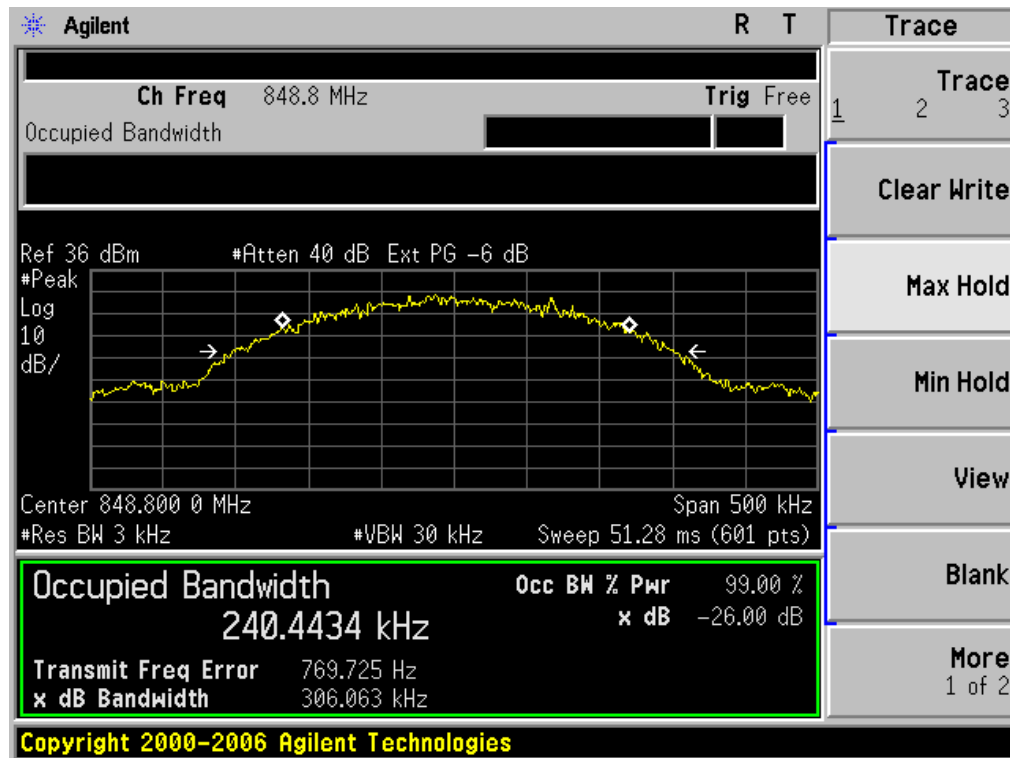 Agilent R T
Ch Freq 848.8 MHz Trig Free
Occupied Bandwidth
Ref 36 dBm #Atten 40 dB Ext PG -6 dB
#Peak
Log
10
dB/
Center 848.800 0 MHz Span 500 kHz
#Res BW 3 kHz #VBW 30 kHz Sweep 51.28 ms (601 pts)
Occupied Bandwidth
240.4434 kHz
Occ BW % Pwr 99.00 %
x dB -26.00 dB
Transmit Freq Error 769.725 Hz
x dB Bandwidth 306.063 kHz
Copyright 2000-2006 Agilent Technologies
Trace
Trace
1 2 3
Clear Write
Max Hold
Min Hold
View
Blank
More
1 of 2